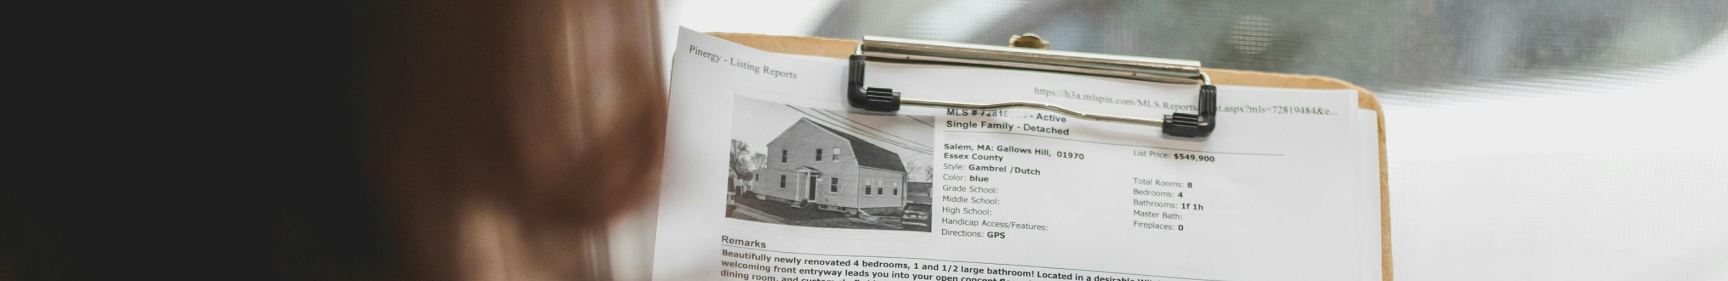 Pinergy - Listing Reports
https://h3a.mlspin.com/MLS.Reports t.aspx?mls=72819484&e...
MLS # 7281 - Active
Single Family - Detached
Salem, MA: Gallows Hill, 01970
Essex County
List Price: $549,900
Style: Gambrel /Dutch
Color: blue
Grade School:
Middle School:
High School:
Handicap Access/Features:
Directions: GPS
Total Rooms: 8
Bedrooms: 4
Bathrooms: 1f 1h
Master Bath:
Fireplaces: 0
Remarks
Beautifully newly renovated 4 bedrooms, 1 and 1/2 large bathroom! Located in a desirable
welcoming front entryway leads you into your open concept
dining room, and